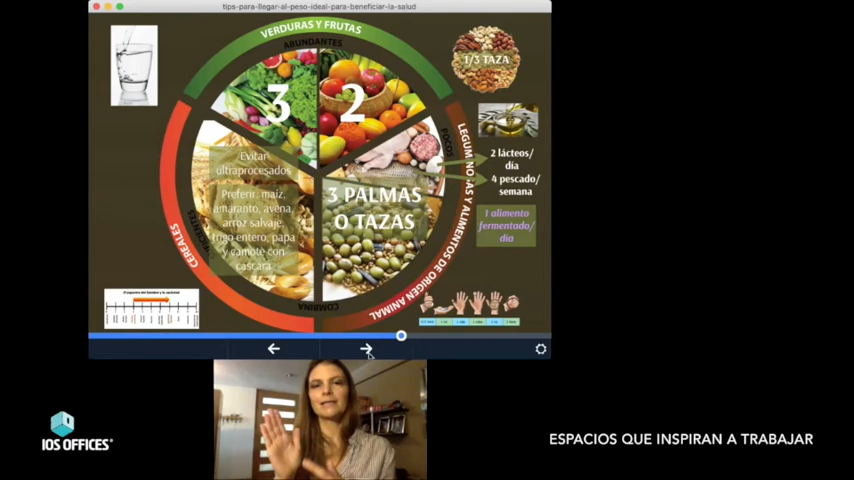 tips-para-llegar-al-peso-ideal-para-beneficiar-la-salud
VERDURAS Y FRUTAS
ABUNDANTES
3
2
1/3 TAZA
2 lácteos/
día
4 pescado/
semana
1 alimento
fermentado/
día
POCOS
3 PALMAS
O TAZAS
Evitar
ultraprocesados
Preferir: maíz,
amaranto, avena,
arroz salvaje,
trigo entero, papa
y camote con
cáscara
CEREALES
COMBINA
Y ALIMENTOS DE ORIGEN ANIMAL
IOS OFFICES®
ESPACIOS QUE INSPIRAN A TRABAJAR